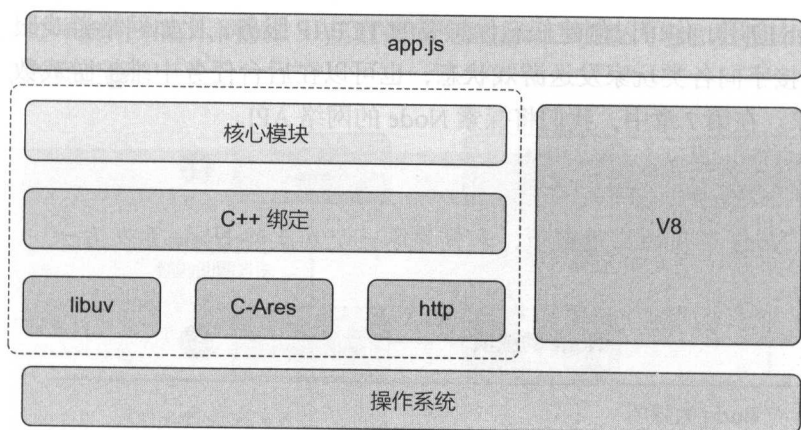 app.js
核心模块
C++ 绑定
V8
libuv
C-Ares
http
操作系统